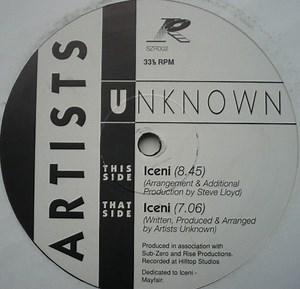 R
SZR002
33⅓ RPM
ARTISTS
UNKNOWN
THIS
SIDE
Iceni (8.45)
(Arrangement & Additional
Production by Steve Lloyd)
THAT
SIDE
Iceni (7.06)
(Written, Produced & Arranged
by Artists Unknown)
Produced in association with
Sub-Zero and Rise Productions.
Recorded at Hilltop Studios
Dedicated to Iceni -
Mayfair.